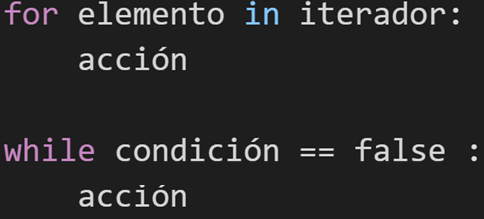 for elemento in iterador:
acción
while condición == false :
acción